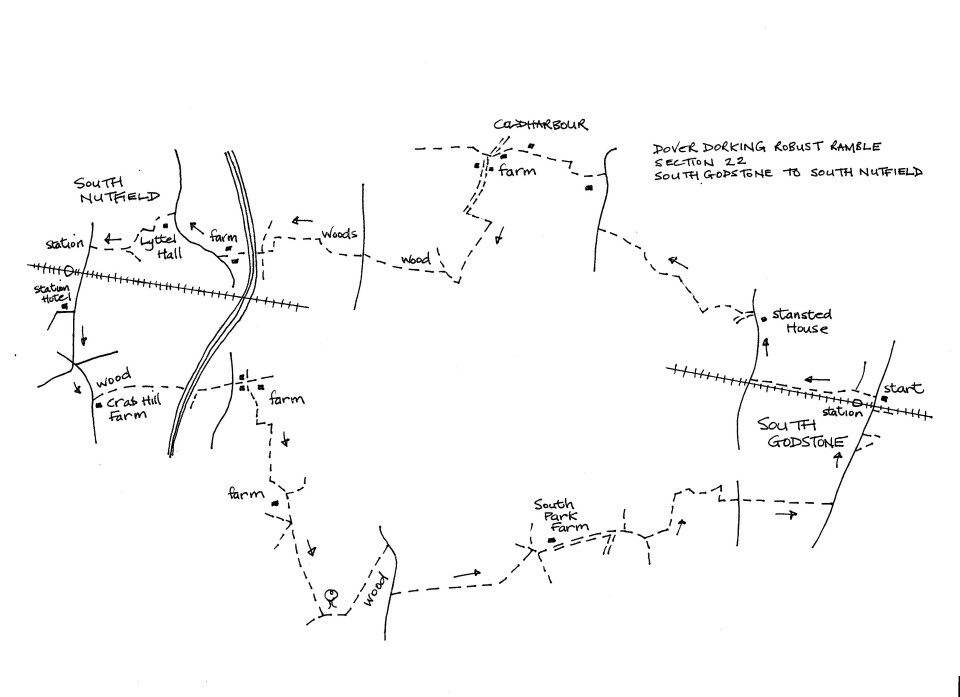 COLDHARBOUR
farm
DOVER DORKING ROBUST RAMBLE
SECTION 22
SOUTH GODSTONE TO SOUTH NUTFIELD
SOUTH
NUTFIELD
station
Lyttel
Hall
farm
woods
wood
station
Hotel
stansted
House
wood
Crab Hill
Farm
farm
start
station
SOUTH
GODSTONE
farm
South
Park
Farm
wood